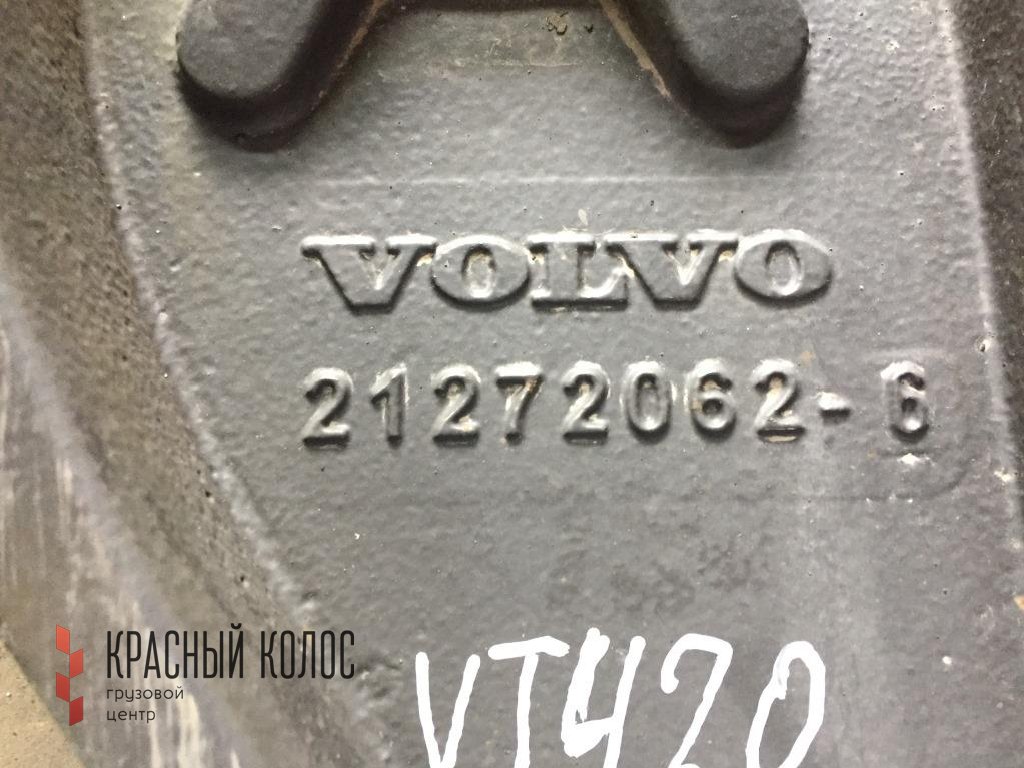 VOLVO
21272062-6
VT420
КРАСНЫЙ КОЛОС
грузовой
центр